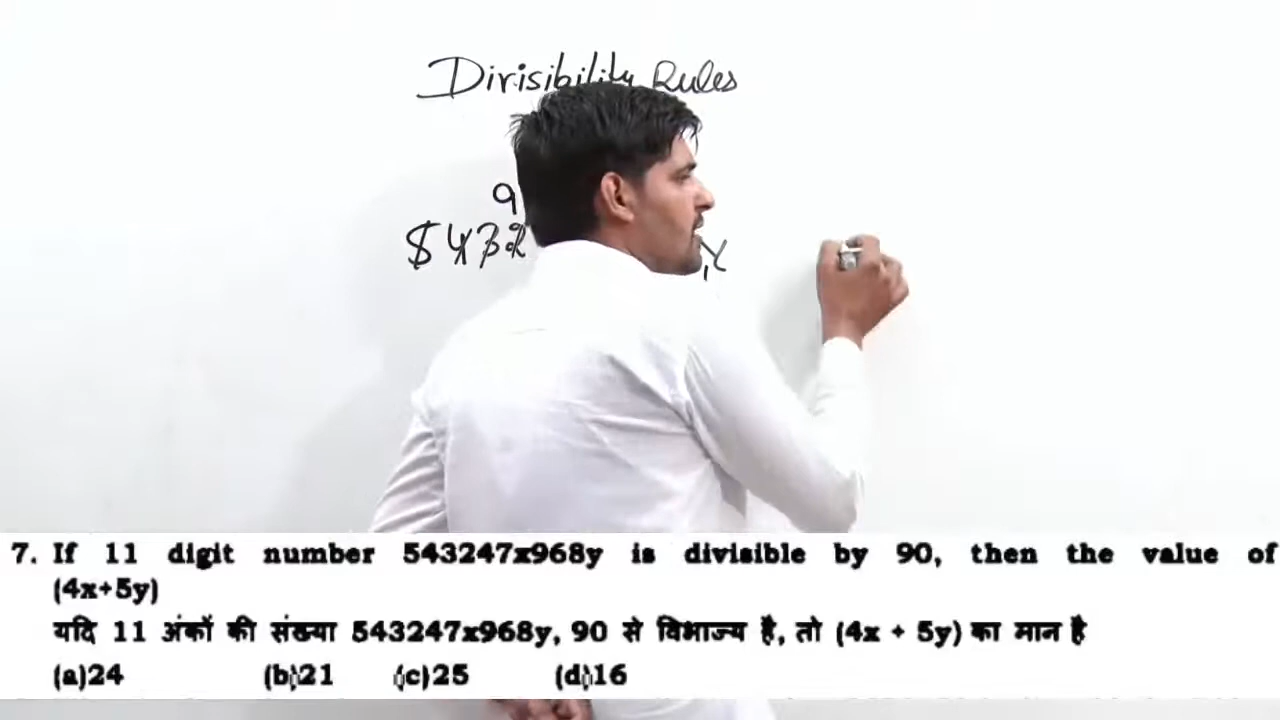 Divisibility Rules
9
5432
7. If 11 digit number 543247x968y is divisible by 90, then the value of
(4x+5y)
यदि 11 अंकों की संख्या 543247x968y, 90 से विभाज्य है, तो (4x + 5y) का मान है
(a)24 (b)21 (c)25 (d)16